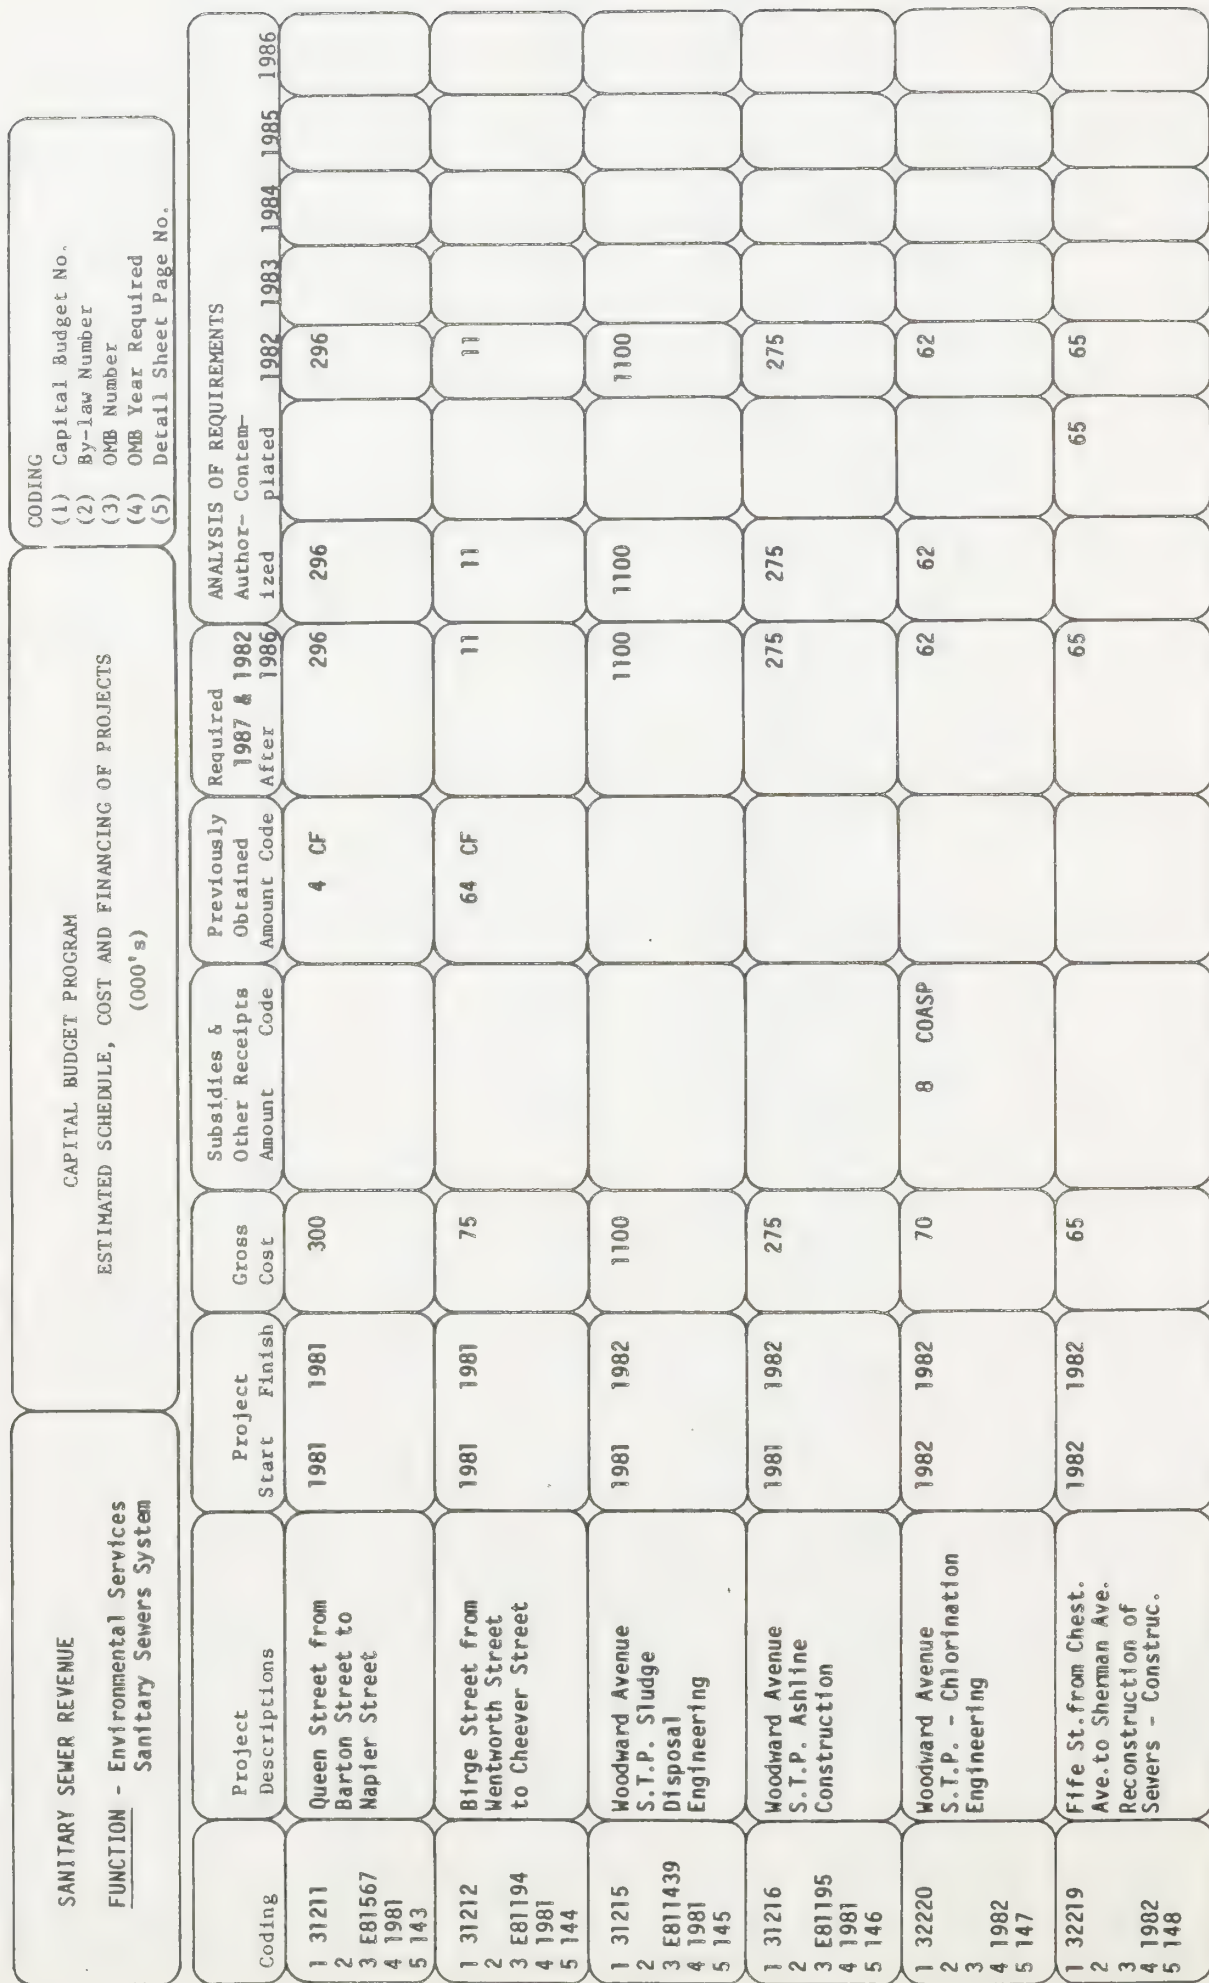 SANITARY SEWER REVENUE
FUNCTION - Environmental Services
Sanitary Sewers System
CAPITAL BUDGET PROGRAM
ESTIMATED SCHEDULE, COST AND FINANCING OF PROJECTS
(000's)
CODING
(1) Capital Budget No.
(2) By-law Number
(3) OMB Number
(4) OMB Year Required
(5) Detail Sheet Page No.
Coding
Project
Descriptions
Project
Start Finish
Gross
Cost
Subsidies &
Other Receipts
Amount Code
Previously
Obtained
Amount Code
Required
1987 & 1982
After 1986
ANALYSIS OF REQUIREMENTS
Author- Contem-
ized plated 1982 1983 1984 1985 1986
1 31211 Queen Street from 1981 1981 300 4 CF 296 296 296
2 Barton Street to
3 E81567 Napier Street
4 1981
5 143
1 31212 Birge Street from 1981 1981 75 64 CF 11 11 11
2 Wentworth Street
3 E81194 to Cheever Street
4 1981
5 144
1 31215 Woodward Avenue 1981 1982 1100 1100 1100 1100
2 S.T.P. Sludge
3 E811439 Disposal
4 1981 Engineering
5 145
1 31216 Woodward Avenue 1981 1982 275 275 275 275
2 S.T.P. Ashline
3 E81195 Construction
4 1981
5 146
1 32220 Woodward Avenue 1982 1982 70 8 COASP 62 62 62
2 S.T.P. - Chlorination
3 Engineering
4 1982
5 147
1 32219 Fife St.from Chest. 1982 1982 65 65 65 65
2 Ave.to Sherman Ave.
3 Reconstruction of
4 1982 Sewers - Construc.
5 148